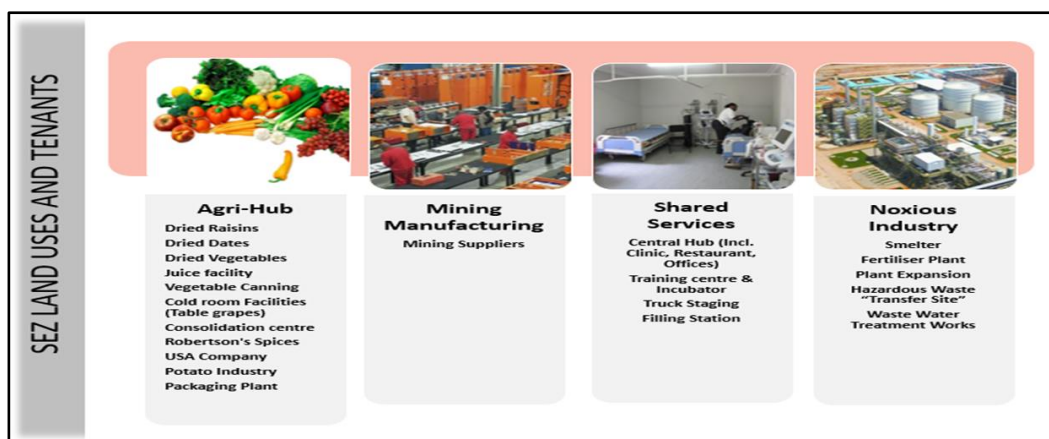 SEZ LAND USES AND TENANTS
Agri-Hub
Dried Raisins
Dried Dates
Dried Vegetables
Juice facility
Vegetable Canning
Cold room Facilities
(Table grapes)
Consolidation centre
Robertson's Spices
USA Company
Potato Industry
Packaging Plant
Mining
Manufacturing
Mining Suppliers
Shared
Services
Central Hub (Incl.
Clinic, Restaurant,
Offices)
Training centre &
Incubator
Truck Staging
Filling Station
Noxious
Industry
Smelter
Fertiliser Plant
Plant Expansion
Hazardous Waste
“Transfer Site”
Waste Water
Treatment Works